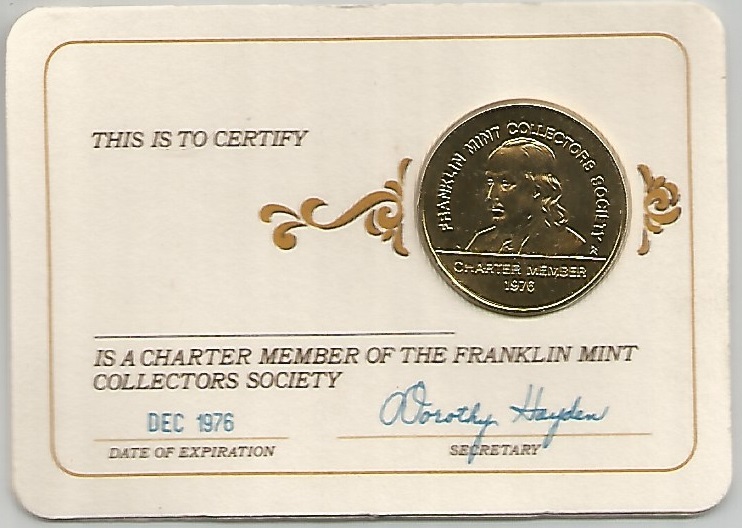 THIS IS TO CERTIFY
FRANKLIN MINT COLLECTORS SOCIETY
CHARTER MEMBER
1976
IS A CHARTER MEMBER OF THE FRANKLIN MINT
COLLECTORS SOCIETY
DEC 1976
Dorothy Hayden
DATE OF EXPIRATION
SECRETARY